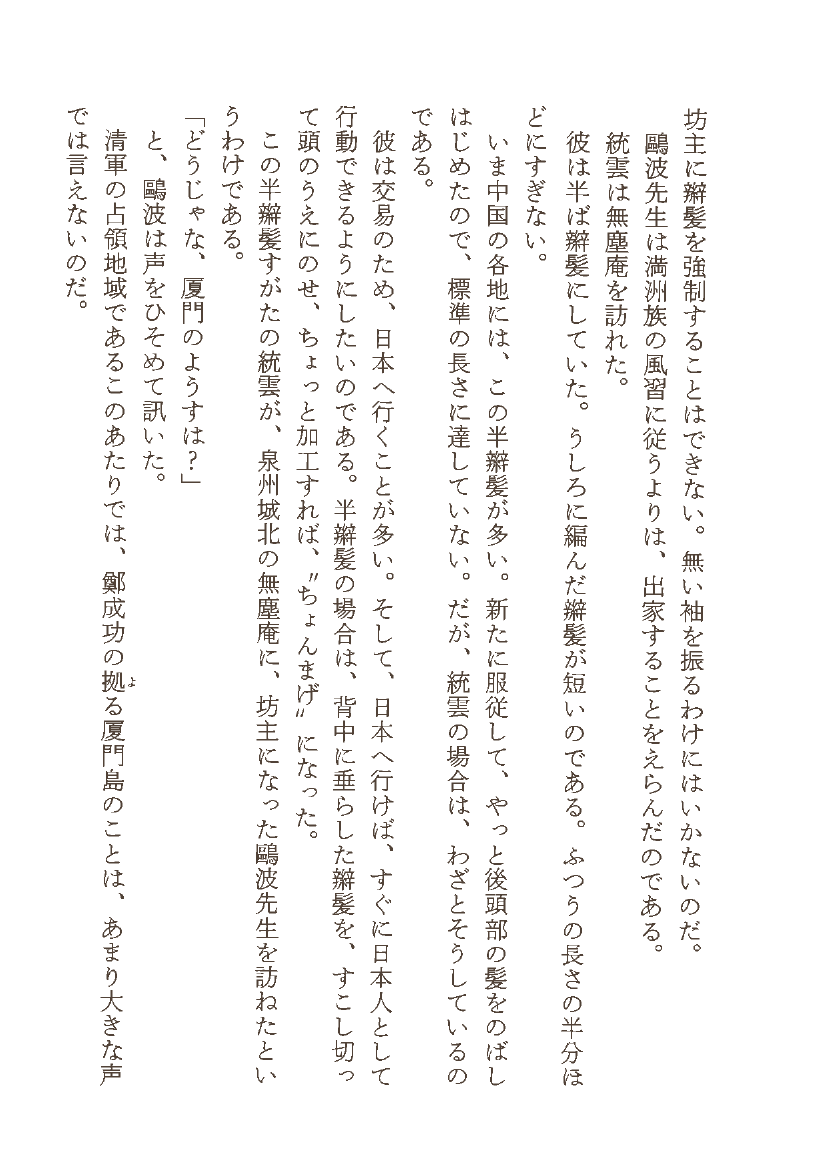 坊主に辮髪を強制することはできない。無い袖を振るわけにはいかないのだ。
鷗波先生は満洲族の風習に従うよりは、出家することをえらんだのである。
統雲は無塵庵を訪れた。
彼は半ば辮髪にしていた。うしろに編んだ辮髪が短いのである。ふつうの長さの半分ほ
どにすぎない。
いま中国の各地には、この半辮髪が多い。新たに服従して、やっと後頭部の髪をのばし
はじめたので、標準の長さに達していない。だが、統雲の場合は、わざとそうしているの
である。
彼は交易のため、日本へ行くことが多い。そして、日本へ行けば、すぐに日本人として
行動できるようにしたいのである。半辮髪の場合は、背中に垂らした辮髪を、すこし切っ
て頭のうえにのせ、ちょっと加工すれば、〝ちょんまげ〟になった。
この半辮髪すがたの統雲が、泉州城北の無塵庵に、坊主になった鷗波先生を訪ねたとい
うわけである。
「どうじゃな、厦門のようすは？」
と、鷗波は声をひそめて訊いた。
清軍の占領地域であるこのあたりでは、鄭成功の拠よる厦門島のことは、あまり大きな声
では言えないのだ。